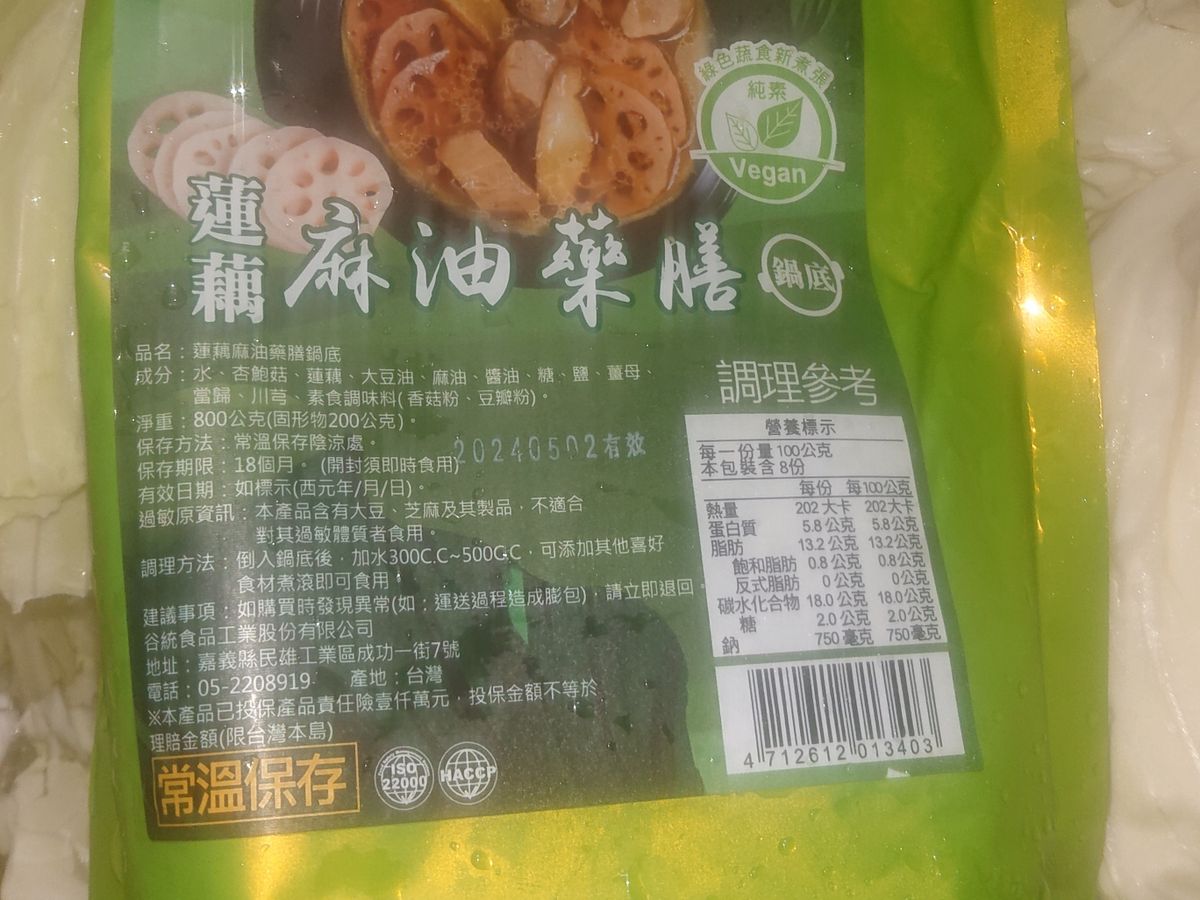 綠色蔬食新煮張
純素
Vegan
蓮藕
麻油藥膳
鍋底
品名：蓮藕麻油藥膳鍋底
成分：水、杏鮑菇、蓮藕、大豆油、麻油、醬油、糖、鹽、薑母、
當歸、川芎、素食調味料(香菇粉、豆瓣粉)。
淨重：800公克(固形物200公克)。
保存方法：常溫保存陰涼處。
保存期限：18個月。(開封須即時食用)
20240502有效
有效日期：如標示(西元年/月/日)。
過敏原資訊：本產品含有大豆、芝麻及其製品，不適合
對其過敏體質者食用。
調理方法：倒入鍋底後，加水300C.C~500C.C，可添加其他喜好
食材煮滾即可食用！
建議事項：如購買時發現異常(如：運送過程造成膨包)，請立即退回。
谷統食品工業股份有限公司
地址：嘉義縣民雄工業區成功一街7號
電話：05-2208919 產地：台灣
※本產品已投保產品責任險壹仟萬元，投保金額不等於
理賠金額(限台灣本島)
常溫保存
ISO
22000
HACCP
調理參考
營養標示
每一份量100公克
本包裝含8份
每份 每100公克
熱量 202大卡 202大卡
蛋白質 5.8公克 5.8公克
脂肪 13.2公克 13.2公克
飽和脂肪 0.8公克 0.8公克
反式脂肪 0公克 0公克
碳水化合物 18.0公克 18.0公克
糖 2.0公克 2.0公克
鈉 750毫克 750毫克
4 712612 013403